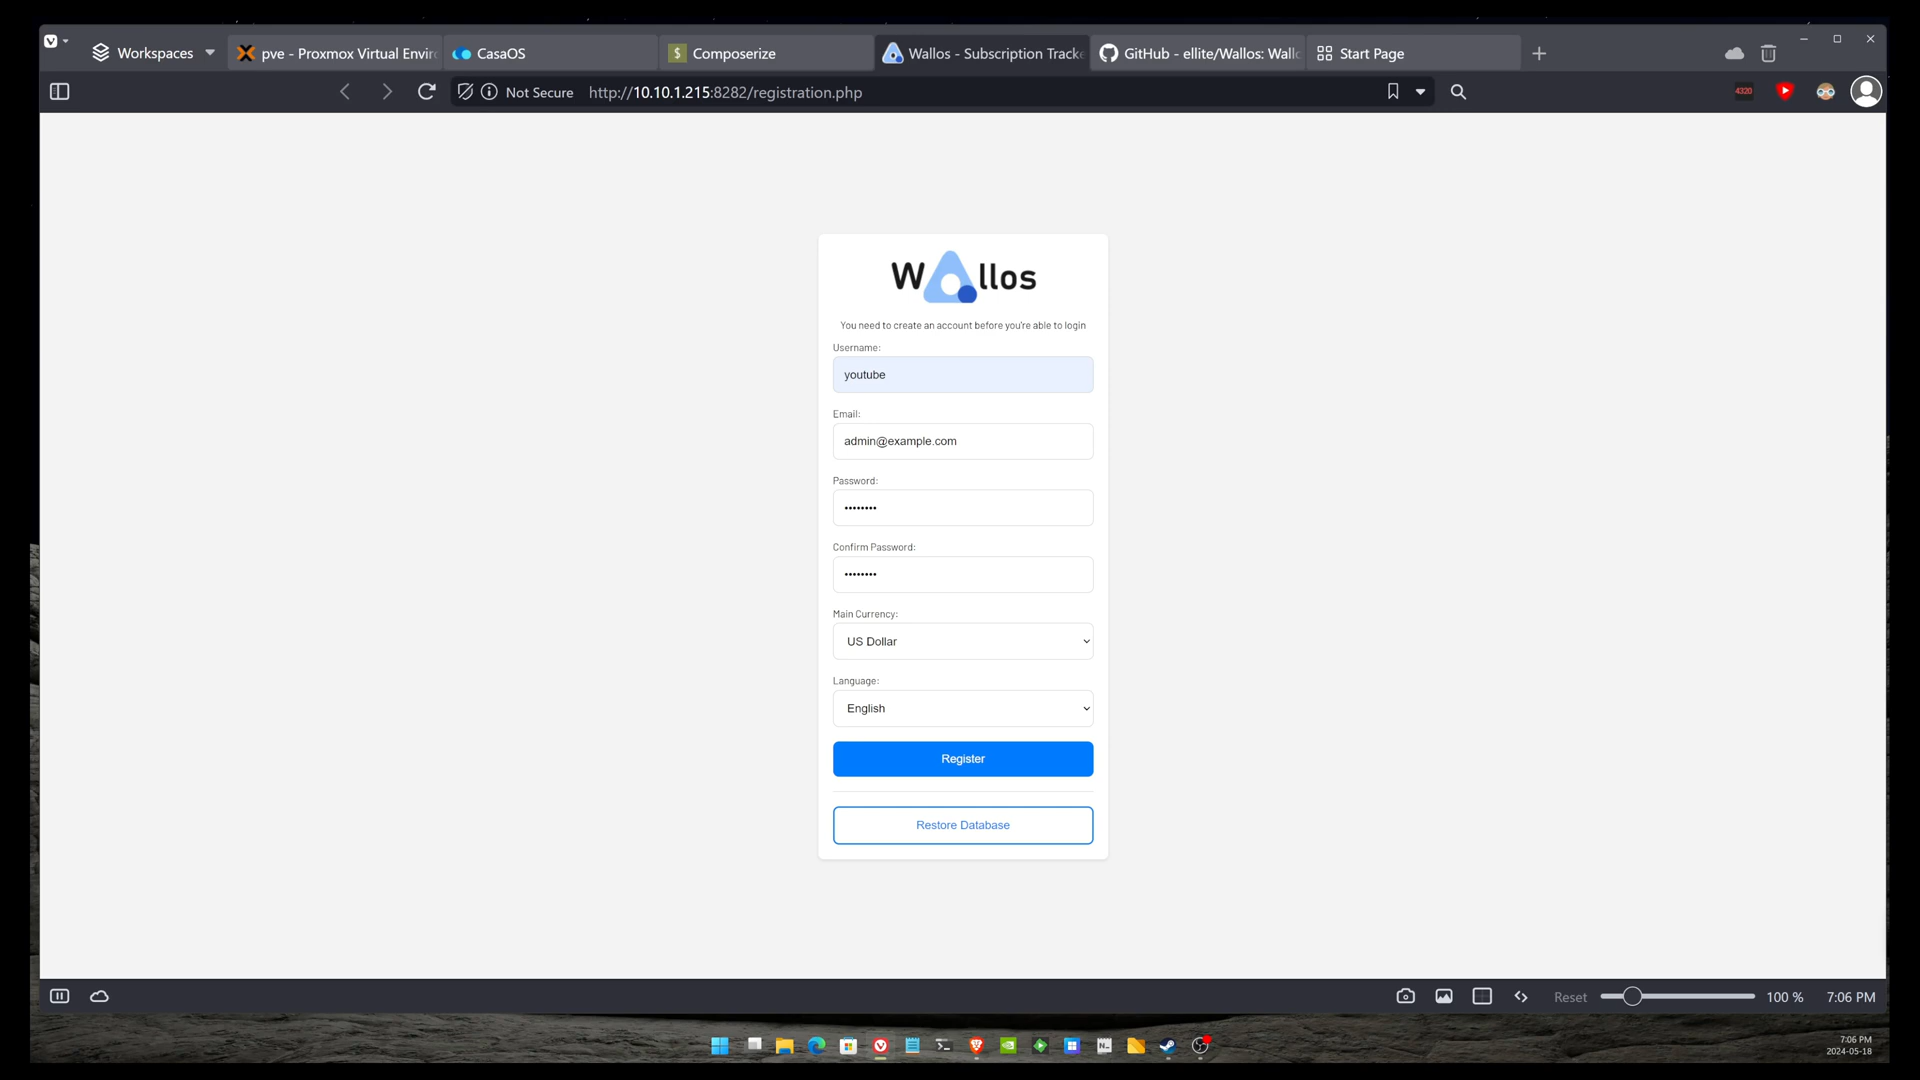 Workspaces
pve - Proxmox Virtual Envir
CasaOS
$ Composerize
Wallos - Subscription Tracke
GitHub - ellite/Wallos: Wallo
Start Page
Not Secure
http://10.10.1.215:8282/registration.php
4320
Wallos
You need to create an account before you're able to login
Username:
youtube
Email:
admin@example.com
Password:
••••••••
Confirm Password:
••••••••
Main Currency:
US Dollar
Language:
English
Register
Restore Database
Reset
100 %
7:06 PM
7:06 PM
2024-05-18